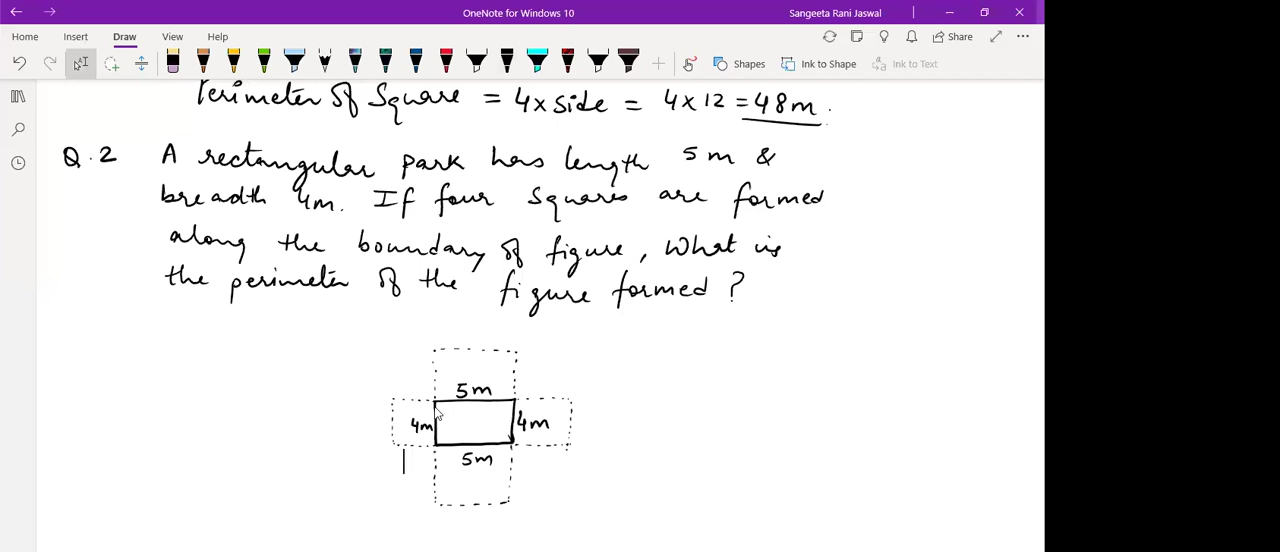 OneNote for Windows 10
Sangeeta Rani Jaswal
Home Insert Draw View Help
Share
Shapes Ink to Shape Ink to Text
Perimeter of Square = 4 x side = 4 x 12 = 48m.
Q.2 A rectangular park has length 5m &
breadth 4m. If four squares are formed
along the boundary of figure, What is
the perimeter of the figure formed?
5m
4m
4m
5m